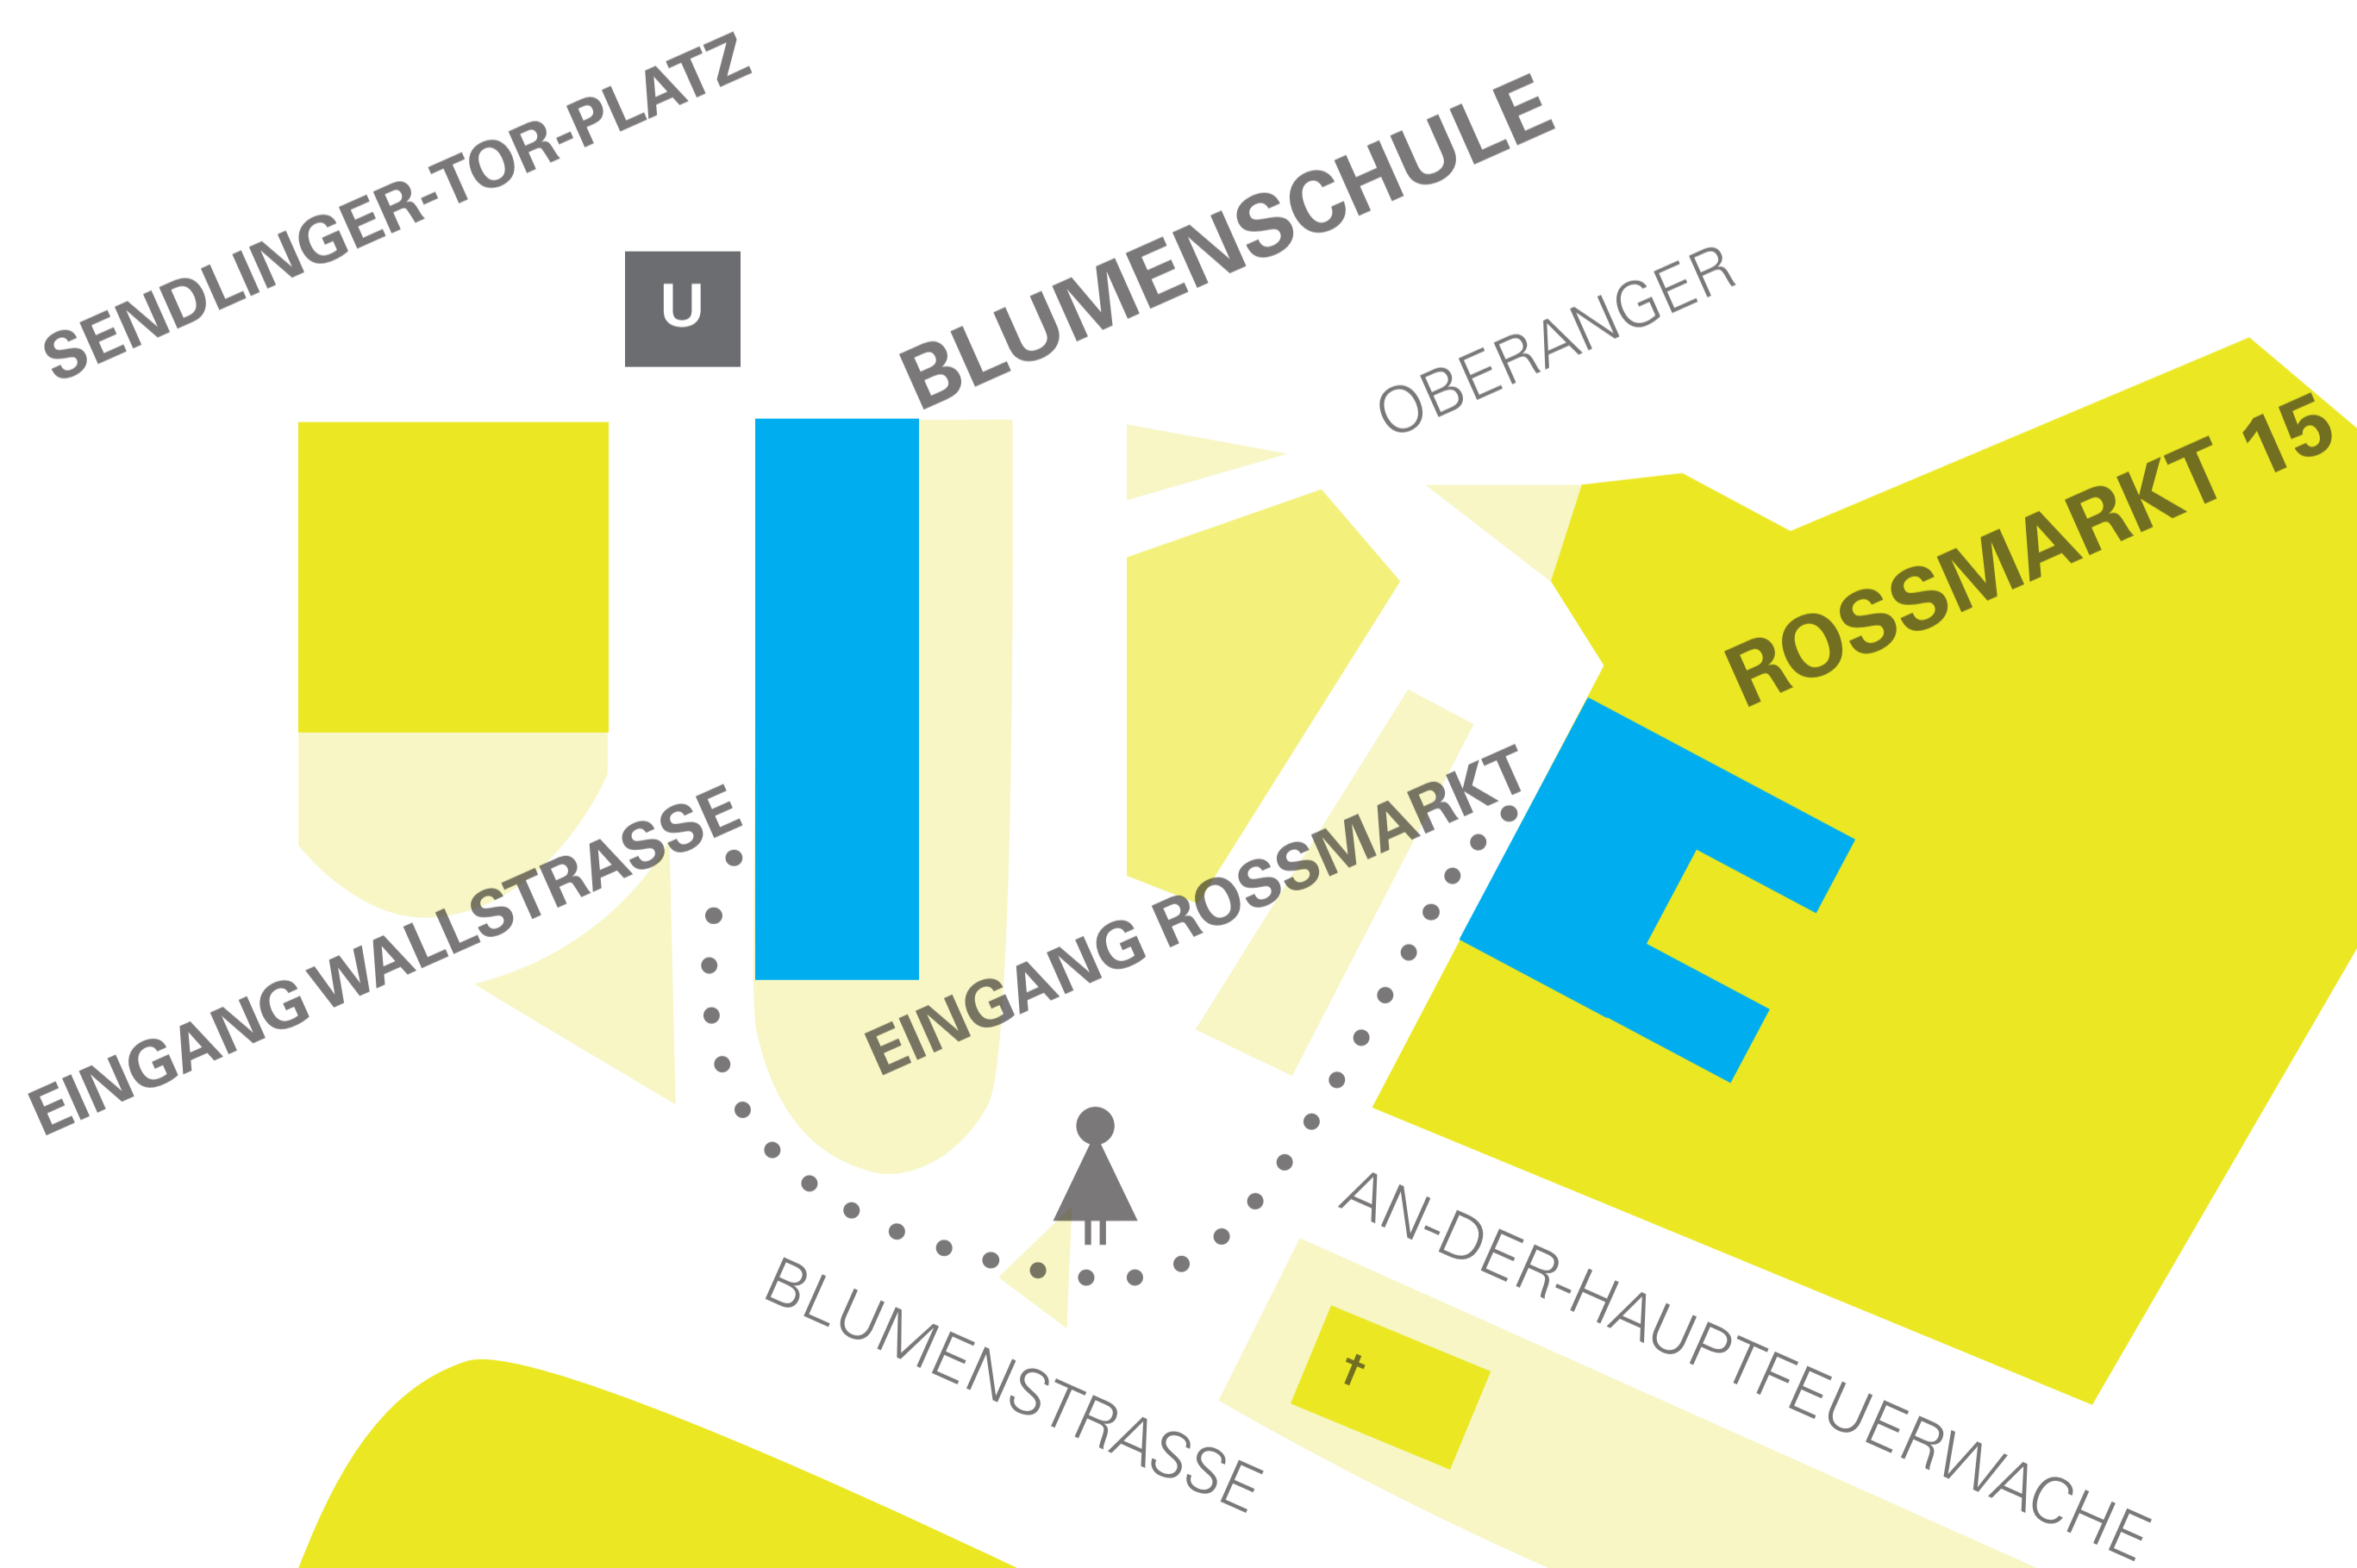 SENDLINGER-TOR-PLATZ
U
BLUMENSCHULE
OBERANGER
ROSSMARKT 15
EINGANG WALLSTRASSE
EINGANG ROSSMARKT
AN-DER-HAUPTFEUERWACHE
BLUMENSTRASSE